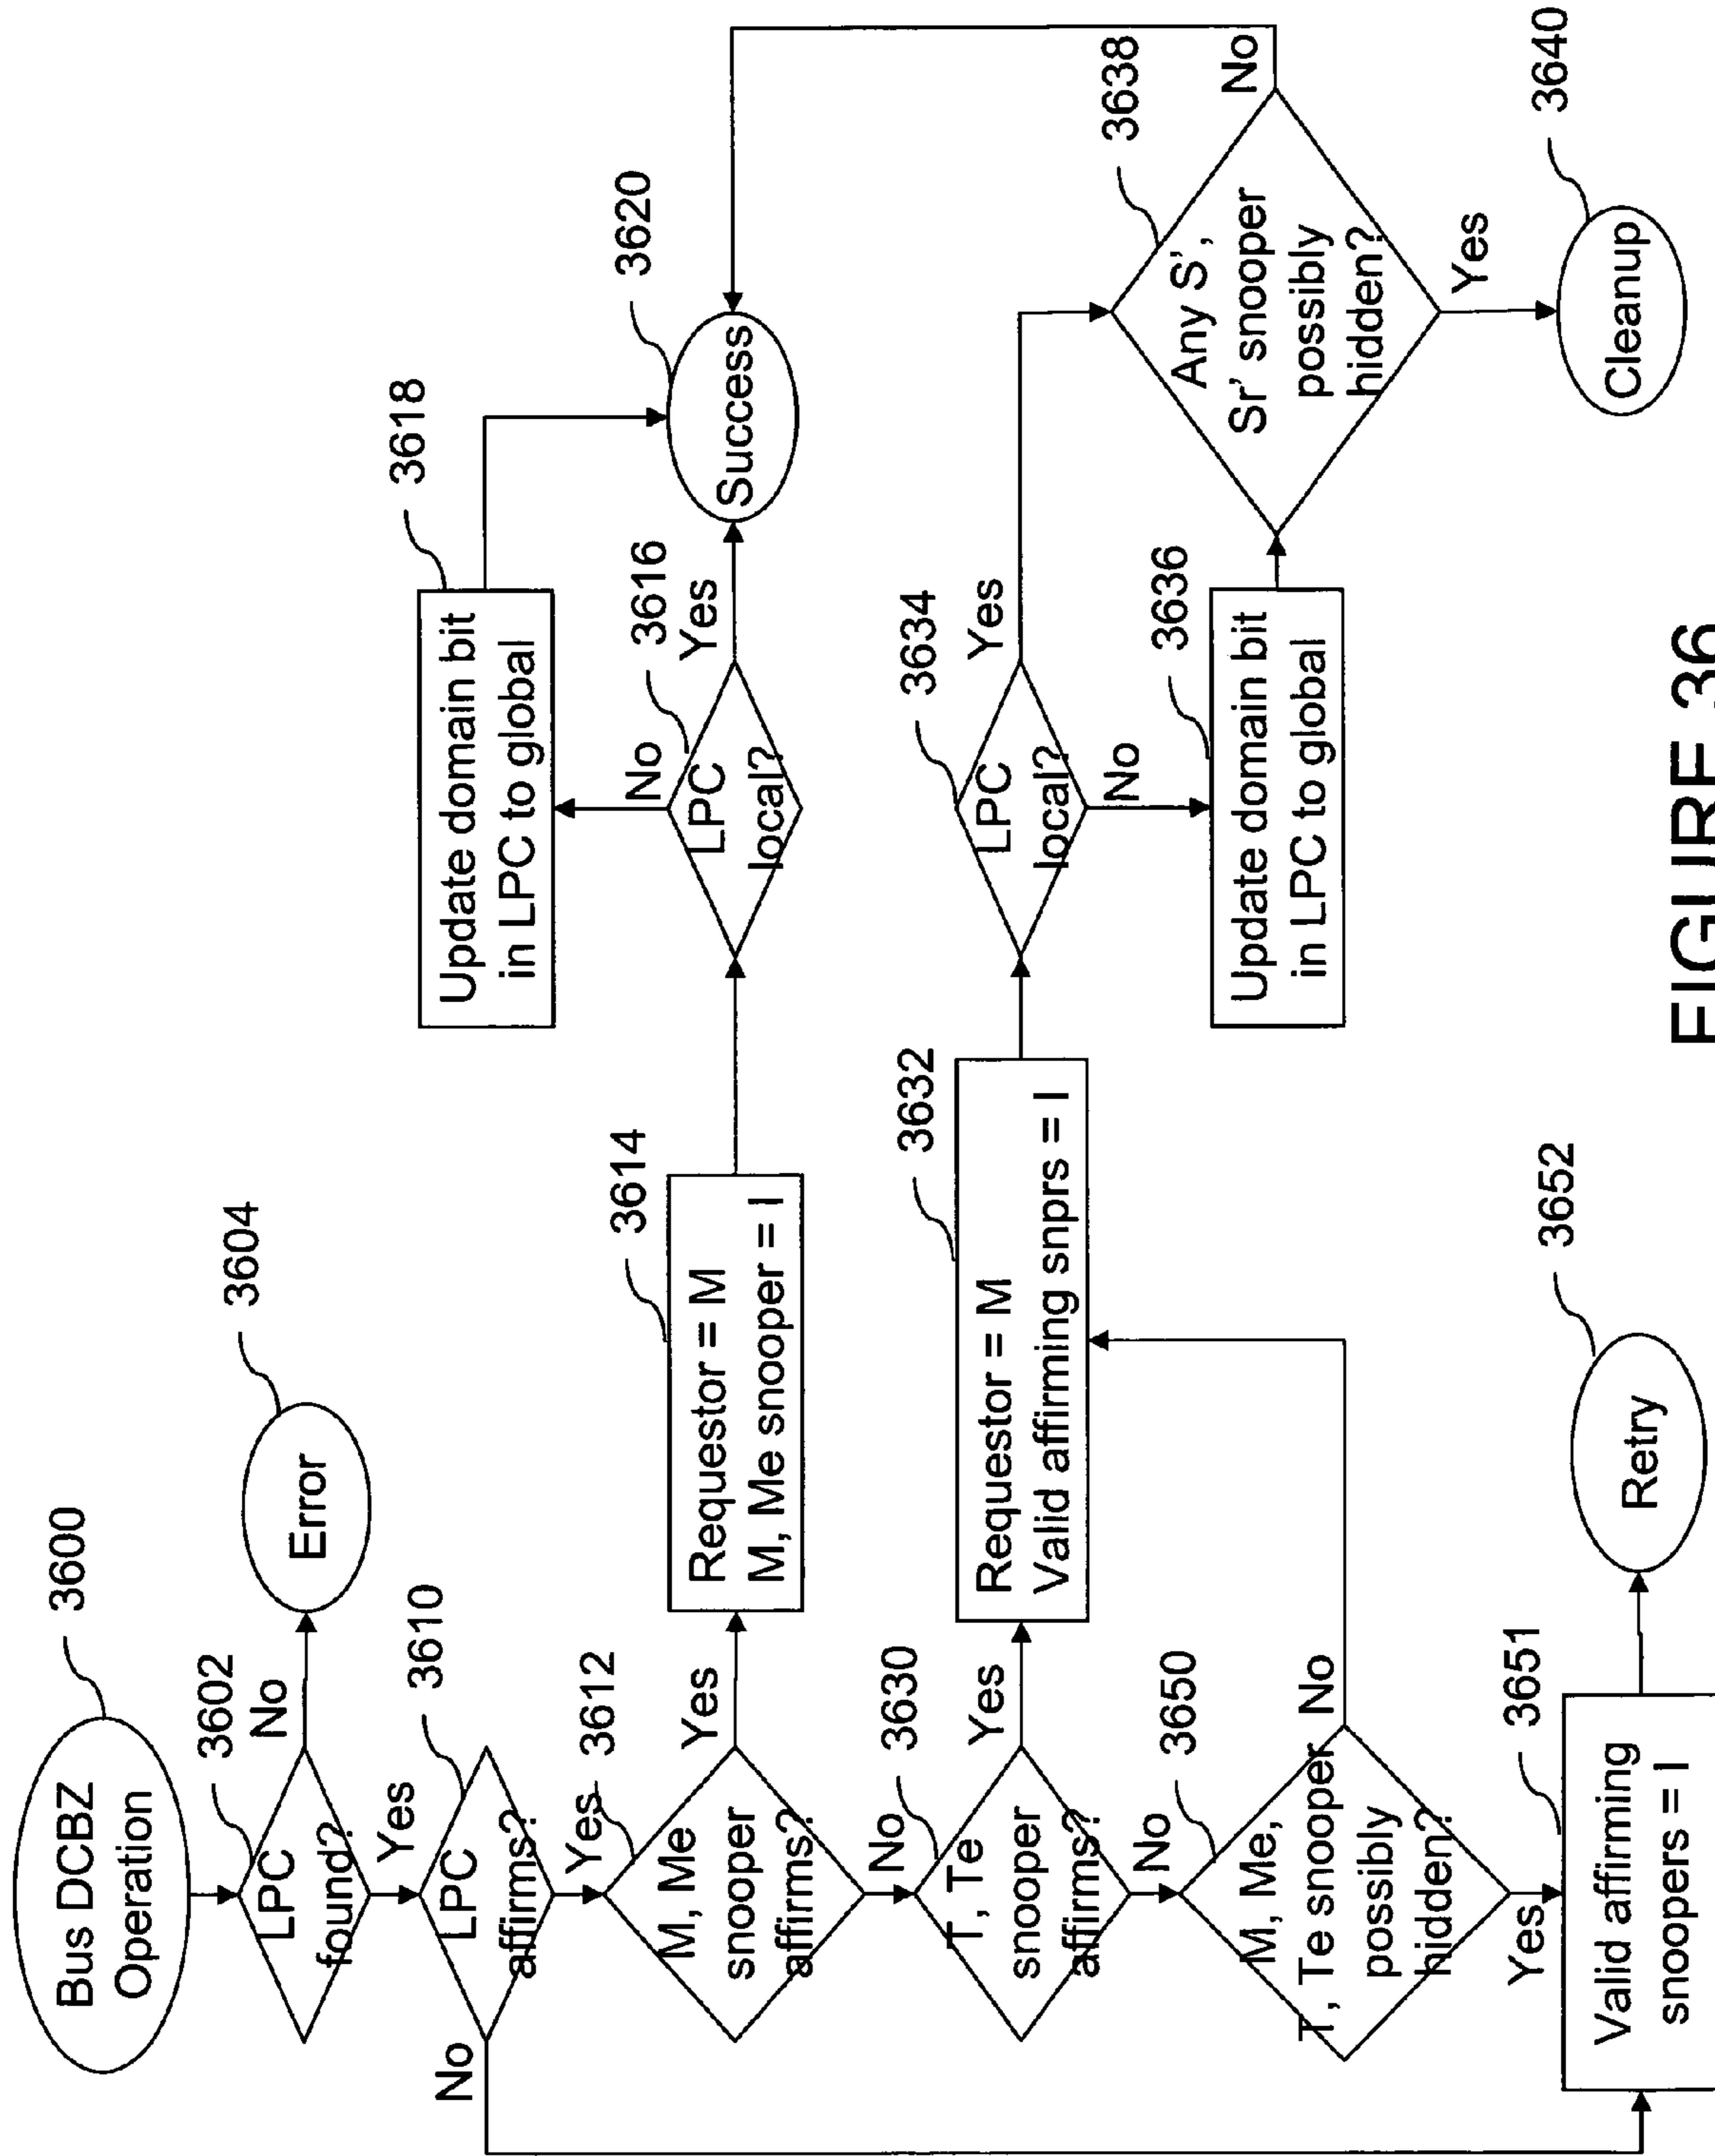 Bus DCBZ
Operation
3600
LPC
found?
3602
No
Error
3604
Yes
LPC
affirms?
3610
No
Yes
M, Me
snooper
affirms?
3612
Yes
Requestor = M
M, Me snooper = I
3614
LPC
local?
3616
No
Yes
Update domain bit
in LPC to global
3618
Success
3620
No
T, Te
snooper
affirms?
3630
Yes
Requestor = M
Valid affirming snprs = I
3632
LPC
local?
3634
Yes
No
Update domain bit
in LPC to global
3636
Any S',
Sr' snooper
possibly
hidden?
3638
No
Yes
Cleanup
3640
No
M, Me,
T, Te snooper
possibly
hidden?
3650
No
Yes
Valid affirming
snoopers = I
3651
Retry
3652
FIGURE 36